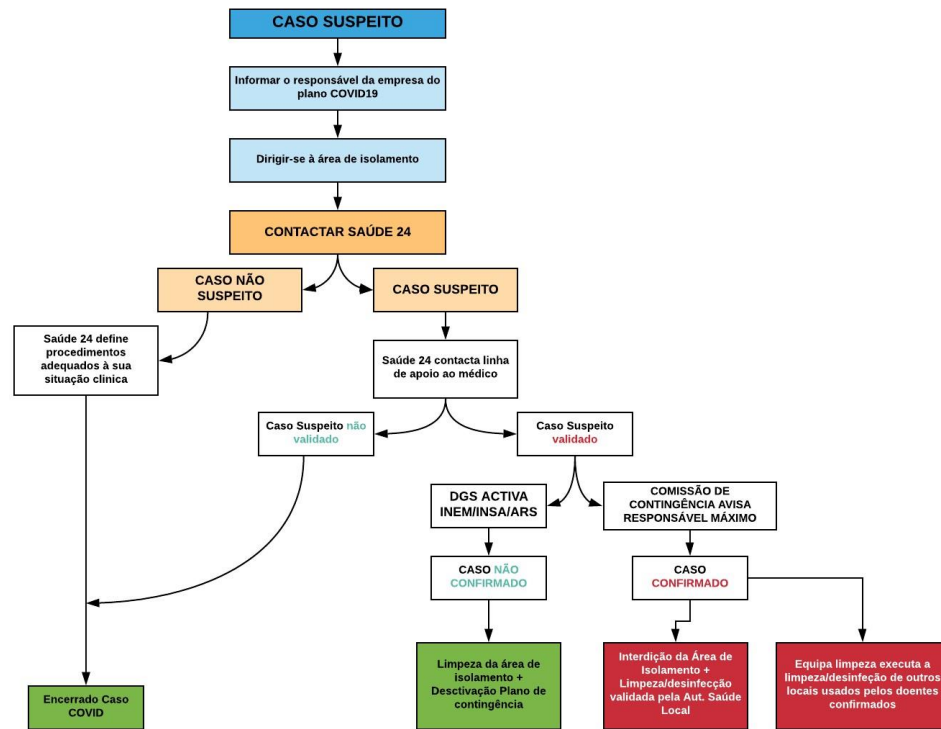 CASO SUSPEITO
Informar o responsável da empresa do
plano COVID19
Dirigir-se à área de isolamento
CONTACTAR SAÚDE 24
CASO NÃO
SUSPEITO
CASO SUSPEITO
Saúde 24 define
procedimentos
adequados à sua
situação clinica
Saúde 24 contacta linha
de apoio ao médico
Caso Suspeito não
validado
Caso Suspeito
validado
DGS ACTIVA
INEM/INSA/ARS
COMISSÃO DE
CONTINGÊNCIA AVISA
RESPONSÁVEL MÁXIMO
CASO NÃO
CONFIRMADO
CASO
CONFIRMADO
Encerrado Caso
COVID
Limpeza da área de
isolamento +
Desctivação Plano de
contingência
Interdição da Área de
Isolamento +
Limpeza/desinfecção
validada pela Aut. Saúde
Local
Equipa limpeza executa a
limpeza/desinfeção de outros
locais usados pelos doentes
confirmados